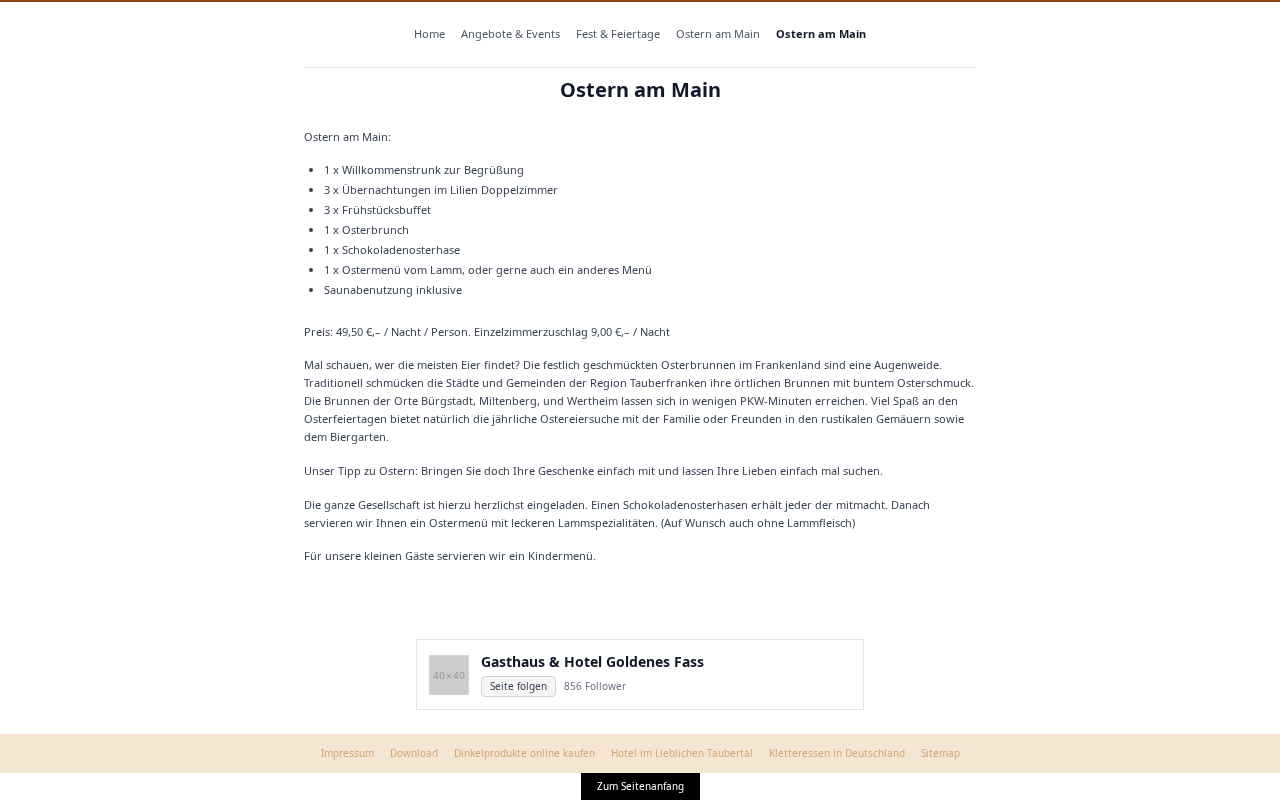 Home Angebote & Events Fest & Feiertage Ostern am Main Ostern am Main
Ostern am Main
Ostern am Main:
• 1 x Willkommenstrunk zur Begrüßung
• 3 x Übernachtungen im Lilien Doppelzimmer
• 3 x Frühstücksbuffet
• 1 x Osterbrunch
• 1 x Schokoladenosterhase
• 1 x Ostermenü vom Lamm, oder gerne auch ein anderes Menü
• Saunabenutzung inklusive
Preis: 49,50 €,– / Nacht / Person. Einzelzimmerzuschlag 9,00 €,– / Nacht
Mal schauen, wer die meisten Eier findet? Die festlich geschmückten Osterbrunnen im Frankenland sind eine Augenweide.
Traditionell schmücken die Städte und Gemeinden der Region Tauberfranken ihre örtlichen Brunnen mit buntem Osterschmuck.
Die Brunnen der Orte Bürgstadt, Miltenberg, und Wertheim lassen sich in wenigen PKW-Minuten erreichen. Viel Spaß an den
Osterfeiertagen bietet natürlich die jährliche Ostereiersuche mit der Familie oder Freunden in den rustikalen Gemäuern sowie
dem Biergarten.
Unser Tipp zu Ostern: Bringen Sie doch Ihre Geschenke einfach mit und lassen Ihre Lieben einfach mal suchen.
Die ganze Gesellschaft ist hierzu herzlichst eingeladen. Einen Schokoladenosterhasen erhält jeder der mitmacht. Danach
servieren wir Ihnen ein Ostermenü mit leckeren Lammspezialitäten. (Auf Wunsch auch ohne Lammfleisch)
Für unsere kleinen Gäste servieren wir ein Kindermenü.
40×40
Gasthaus & Hotel Goldenes Fass
Seite folgen 856 Follower
Impressum Download Dinkelprodukte online kaufen Hotel im Lieblichen Taubertal Kletteressen in Deutschland Sitemap
Zum Seitenanfang